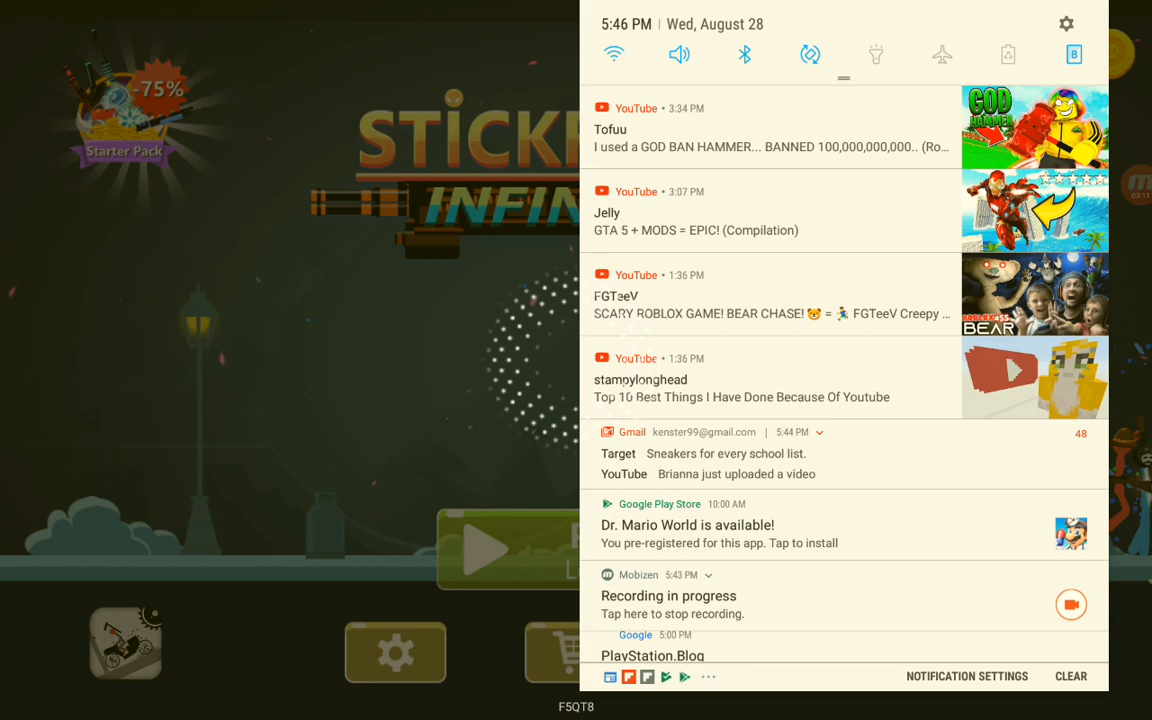 5:46 PM | Wed, August 28
YouTube • 3:34 PM
Tofuu
I used a GOD BAN HAMMER... BANNED 100,000,000,000.. (Ro...
GOD
HAMMER
YouTube • 3:07 PM
Jelly
GTA 5 + MODS = EPIC! (Compilation)
YouTube • 1:36 PM
FGTeeV
SCARY ROBLOX GAME! BEAR CHASE! 🐻 = 🏃 FGTeeV Creepy ...
ROBLOX #55
BEAR
YouTube • 1:36 PM
stampylonghead
Top 10 Best Things I Have Done Because Of Youtube
Gmail kenster99@gmail.com | 5:44 PM
48
Target Sneakers for every school list.
YouTube Brianna just uploaded a video
Google Play Store 10:00 AM
Dr. Mario World is available!
You pre-registered for this app. Tap to install
Mobizen 5:43 PM
Recording in progress
Tap here to stop recording.
Google 5:00 PM
PlayStation.Blog
NOTIFICATION SETTINGS CLEAR
-75%
Starter Pack
STICK
INFIN
03:11
F5QT8